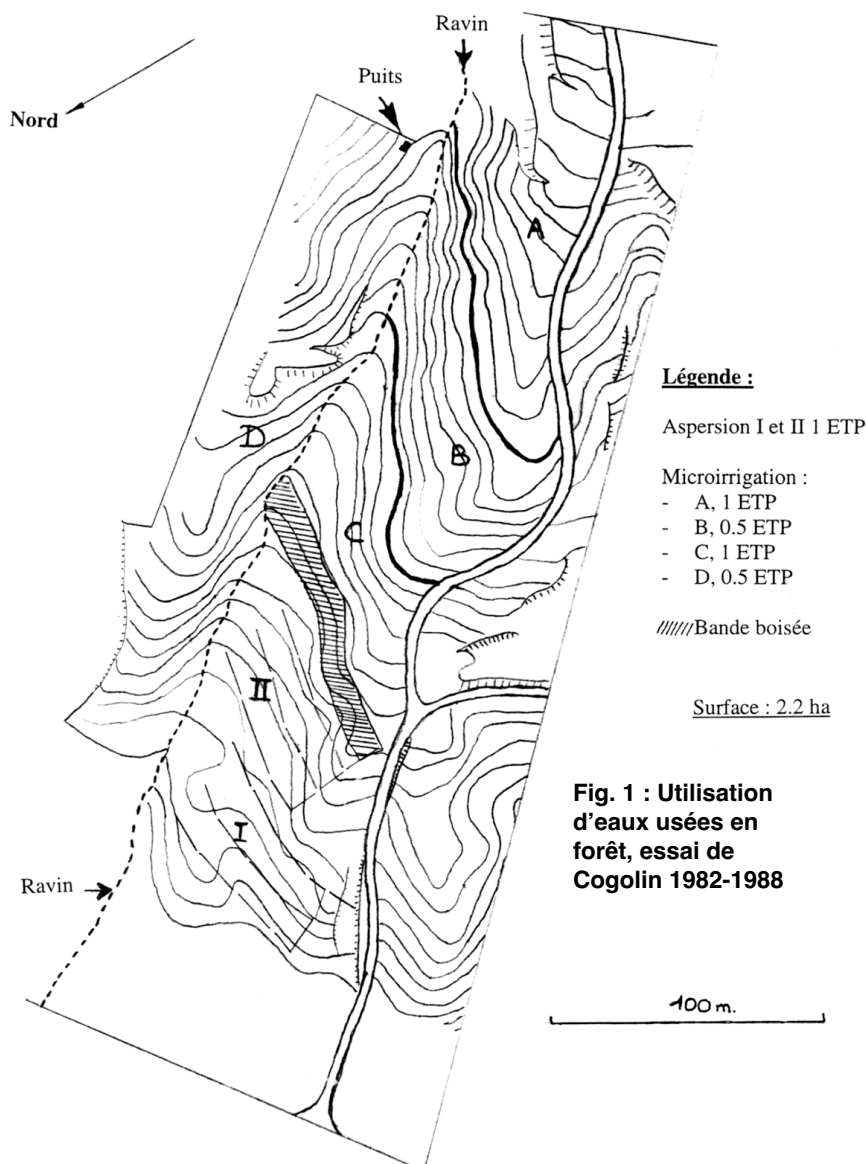 Ravin
Puits
Nord
A
B
C
D
II
I
Ravin
Légende :
Aspersion I et II 1 ETP
Microirrigation :
- A, 1 ETP
- B, 0.5 ETP
- C, 1 ETP
- D, 0.5 ETP
Bande boisée
Surface : 2.2 ha
Fig. 1 : Utilisation
d'eaux usées en
forêt, essai de
Cogolin 1982-1988
100 m.